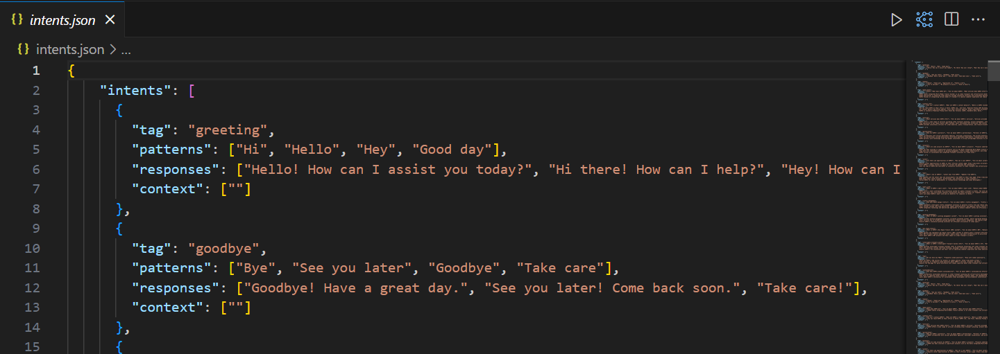 {} intents.json ×
{} intents.json > ...
1 {
2 "intents": [
3 {
4 "tag": "greeting",
5 "patterns": ["Hi", "Hello", "Hey", "Good day"],
6 "responses": ["Hello! How can I assist you today?", "Hi there! How can I help?", "Hey! How can I
7 "context": [""]
8 },
9 {
10 "tag": "goodbye",
11 "patterns": ["Bye", "See you later", "Goodbye", "Take care"],
12 "responses": ["Goodbye! Have a great day.", "See you later! Come back soon.", "Take care!"],
13 "context": [""]
14 },
15 {